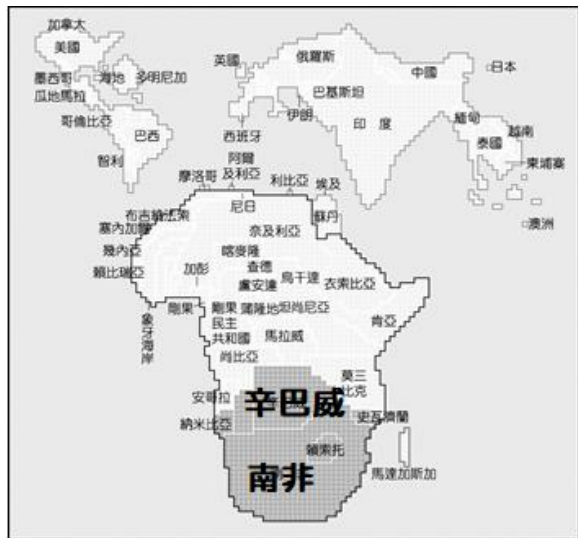 加拿大
美國
墨西哥
海地
多明尼加
瓜地馬拉
哥倫比亞
巴西
智利
英國
俄羅斯
中國
日本
巴基斯坦
伊朗
印度
西班牙
緬甸
越南
泰國
柬埔寨
澳洲
摩洛哥
阿爾
及利亞
利比亞
埃及
尼日
蘇丹
布吉納法索
塞內加爾
奈及利亞
幾內亞
喀麥隆
查德
賴比瑞亞
加彭
烏干達
盧安達
衣索比亞
象牙海岸
剛果
剛果
民主
共和國
蒲隆地
坦尚尼亞
肯亞
馬拉威
尚比亞
莫三
比克
安哥拉
辛巴威
納米比亞
史瓦濟蘭
賴索托
南非
馬達加斯加